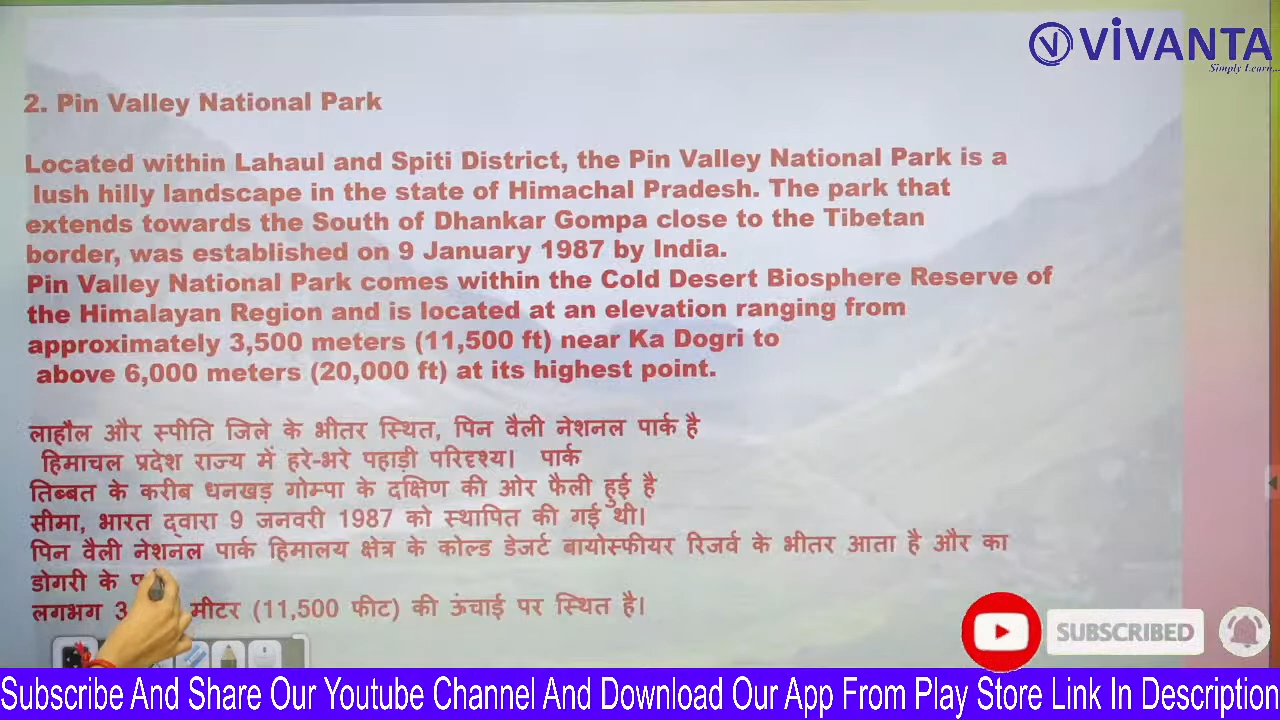 VIVANTA
Simply Learn...
2. Pin Valley National Park
Located within Lahaul and Spiti District, the Pin Valley National Park is a
lush hilly landscape in the state of Himachal Pradesh. The park that
extends towards the South of Dhankar Gompa close to the Tibetan
border, was established on 9 January 1987 by India.
Pin Valley National Park comes within the Cold Desert Biosphere Reserve of
the Himalayan Region and is located at an elevation ranging from
approximately 3,500 meters (11,500 ft) near Ka Dogri to
above 6,000 meters (20,000 ft) at its highest point.
लाहौल और स्पीति जिले के भीतर स्थित, पिन वैली नेशनल पार्क है
हिमाचल प्रदेश राज्य में हरे-भरे पहाड़ी परिदृश्य। पार्क
तिब्बत के करीब धनखड़ गोम्पा के दक्षिण की ओर फैली हुई है
सीमा, भारत द्वारा 9 जनवरी 1987 को स्थापित की गई थी।
पिन वैली नेशनल पार्क हिमालय क्षेत्र के कोल्ड डेजर्ट बायोस्फीयर रिजर्व के भीतर आता है और का
डोगरी के
लगभग मीटर (11,500 फीट) की ऊंचाई पर स्थित है।
SUBSCRIBED
Subscribe And Share Our Youtube Channel And Download Our App From Play Store Link In Description